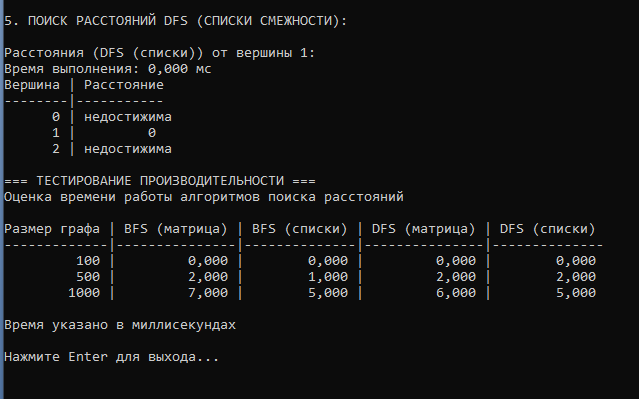 5. ПОИСК РАССТОЯНИЙ DFS (СПИСКИ СМЕЖНОСТИ):
Расстояния (DFS (списки)) от вершины 1:
Время выполнения: 0,000 мс
Вершина | Расстояние
--------|-----------
      0 | недостижима
      1 |         0
      2 | недостижима
=== ТЕСТИРОВАНИЕ ПРОИЗВОДИТЕЛЬНОСТИ ===
Оценка времени работы алгоритмов поиска расстояний
Размер графа | BFS (матрица) | BFS (списки) | DFS (матрица) | DFS (списки)
-------------|---------------|--------------|---------------|--------------
         100 |         0,000 |        0,000 |         0,000 |        0,000
         500 |         2,000 |        1,000 |         2,000 |        2,000
        1000 |         7,000 |        5,000 |         6,000 |        5,000
Время указано в миллисекундах
Нажмите Enter для выхода...